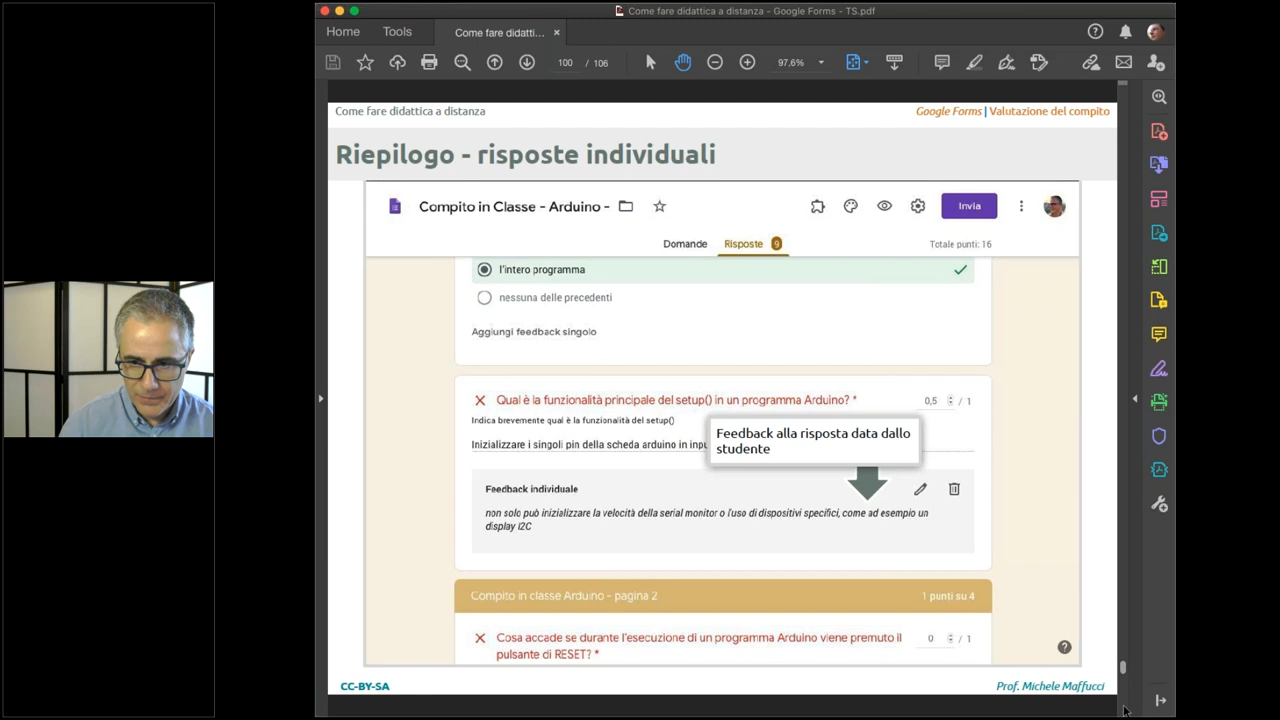 Come fare didattica a distanza - Google Forms - TS.pdf
Home
Tools
Come fare didatti...
100 / 106
97,6%
Come fare didattica a distanza
Google Forms | Valutazione del compito
Riepilogo - risposte individuali
Compito in Classe - Arduino -
Invia
Domande
Risposte 9
Totale punti: 16
l'intero programma
nessuna delle precedenti
Aggiungi feedback singolo
Qual è la funzionalità principale del setup() in un programma Arduino? *
0,5 / 1
Indica brevemente qual è la funzionalità del setup()
Inizializzare i singoli pin della scheda arduino in inpu
Feedback alla risposta data dallo
studente
Feedback individuale
non solo può inizializzare la velocità della serial monitor o l'uso di dispositivi specifici, come ad esempio un
display I2C
Compito in classe Arduino - pagina 2
1 punti su 4
Cosa accade se durante l'esecuzione di un programma Arduino viene premuto il
pulsante di RESET? *
0 / 1
CC-BY-SA
Prof. Michele Maffucci